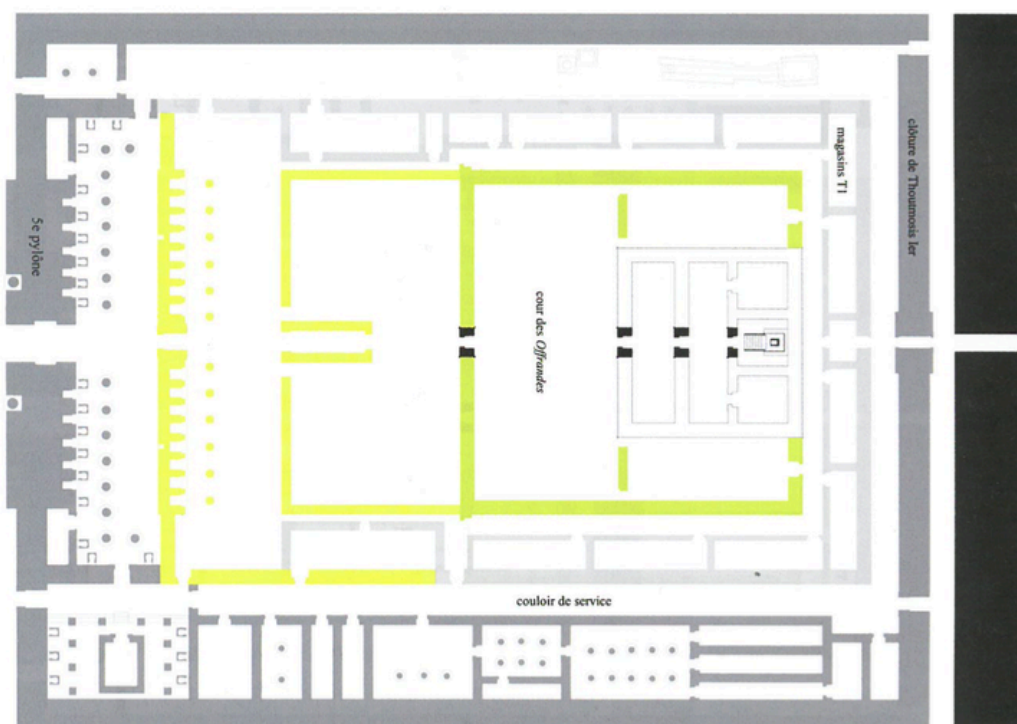 5e pylône
cour des Offrandes
magasins T1
clôture de Thoutmosis Ier
couloir de service